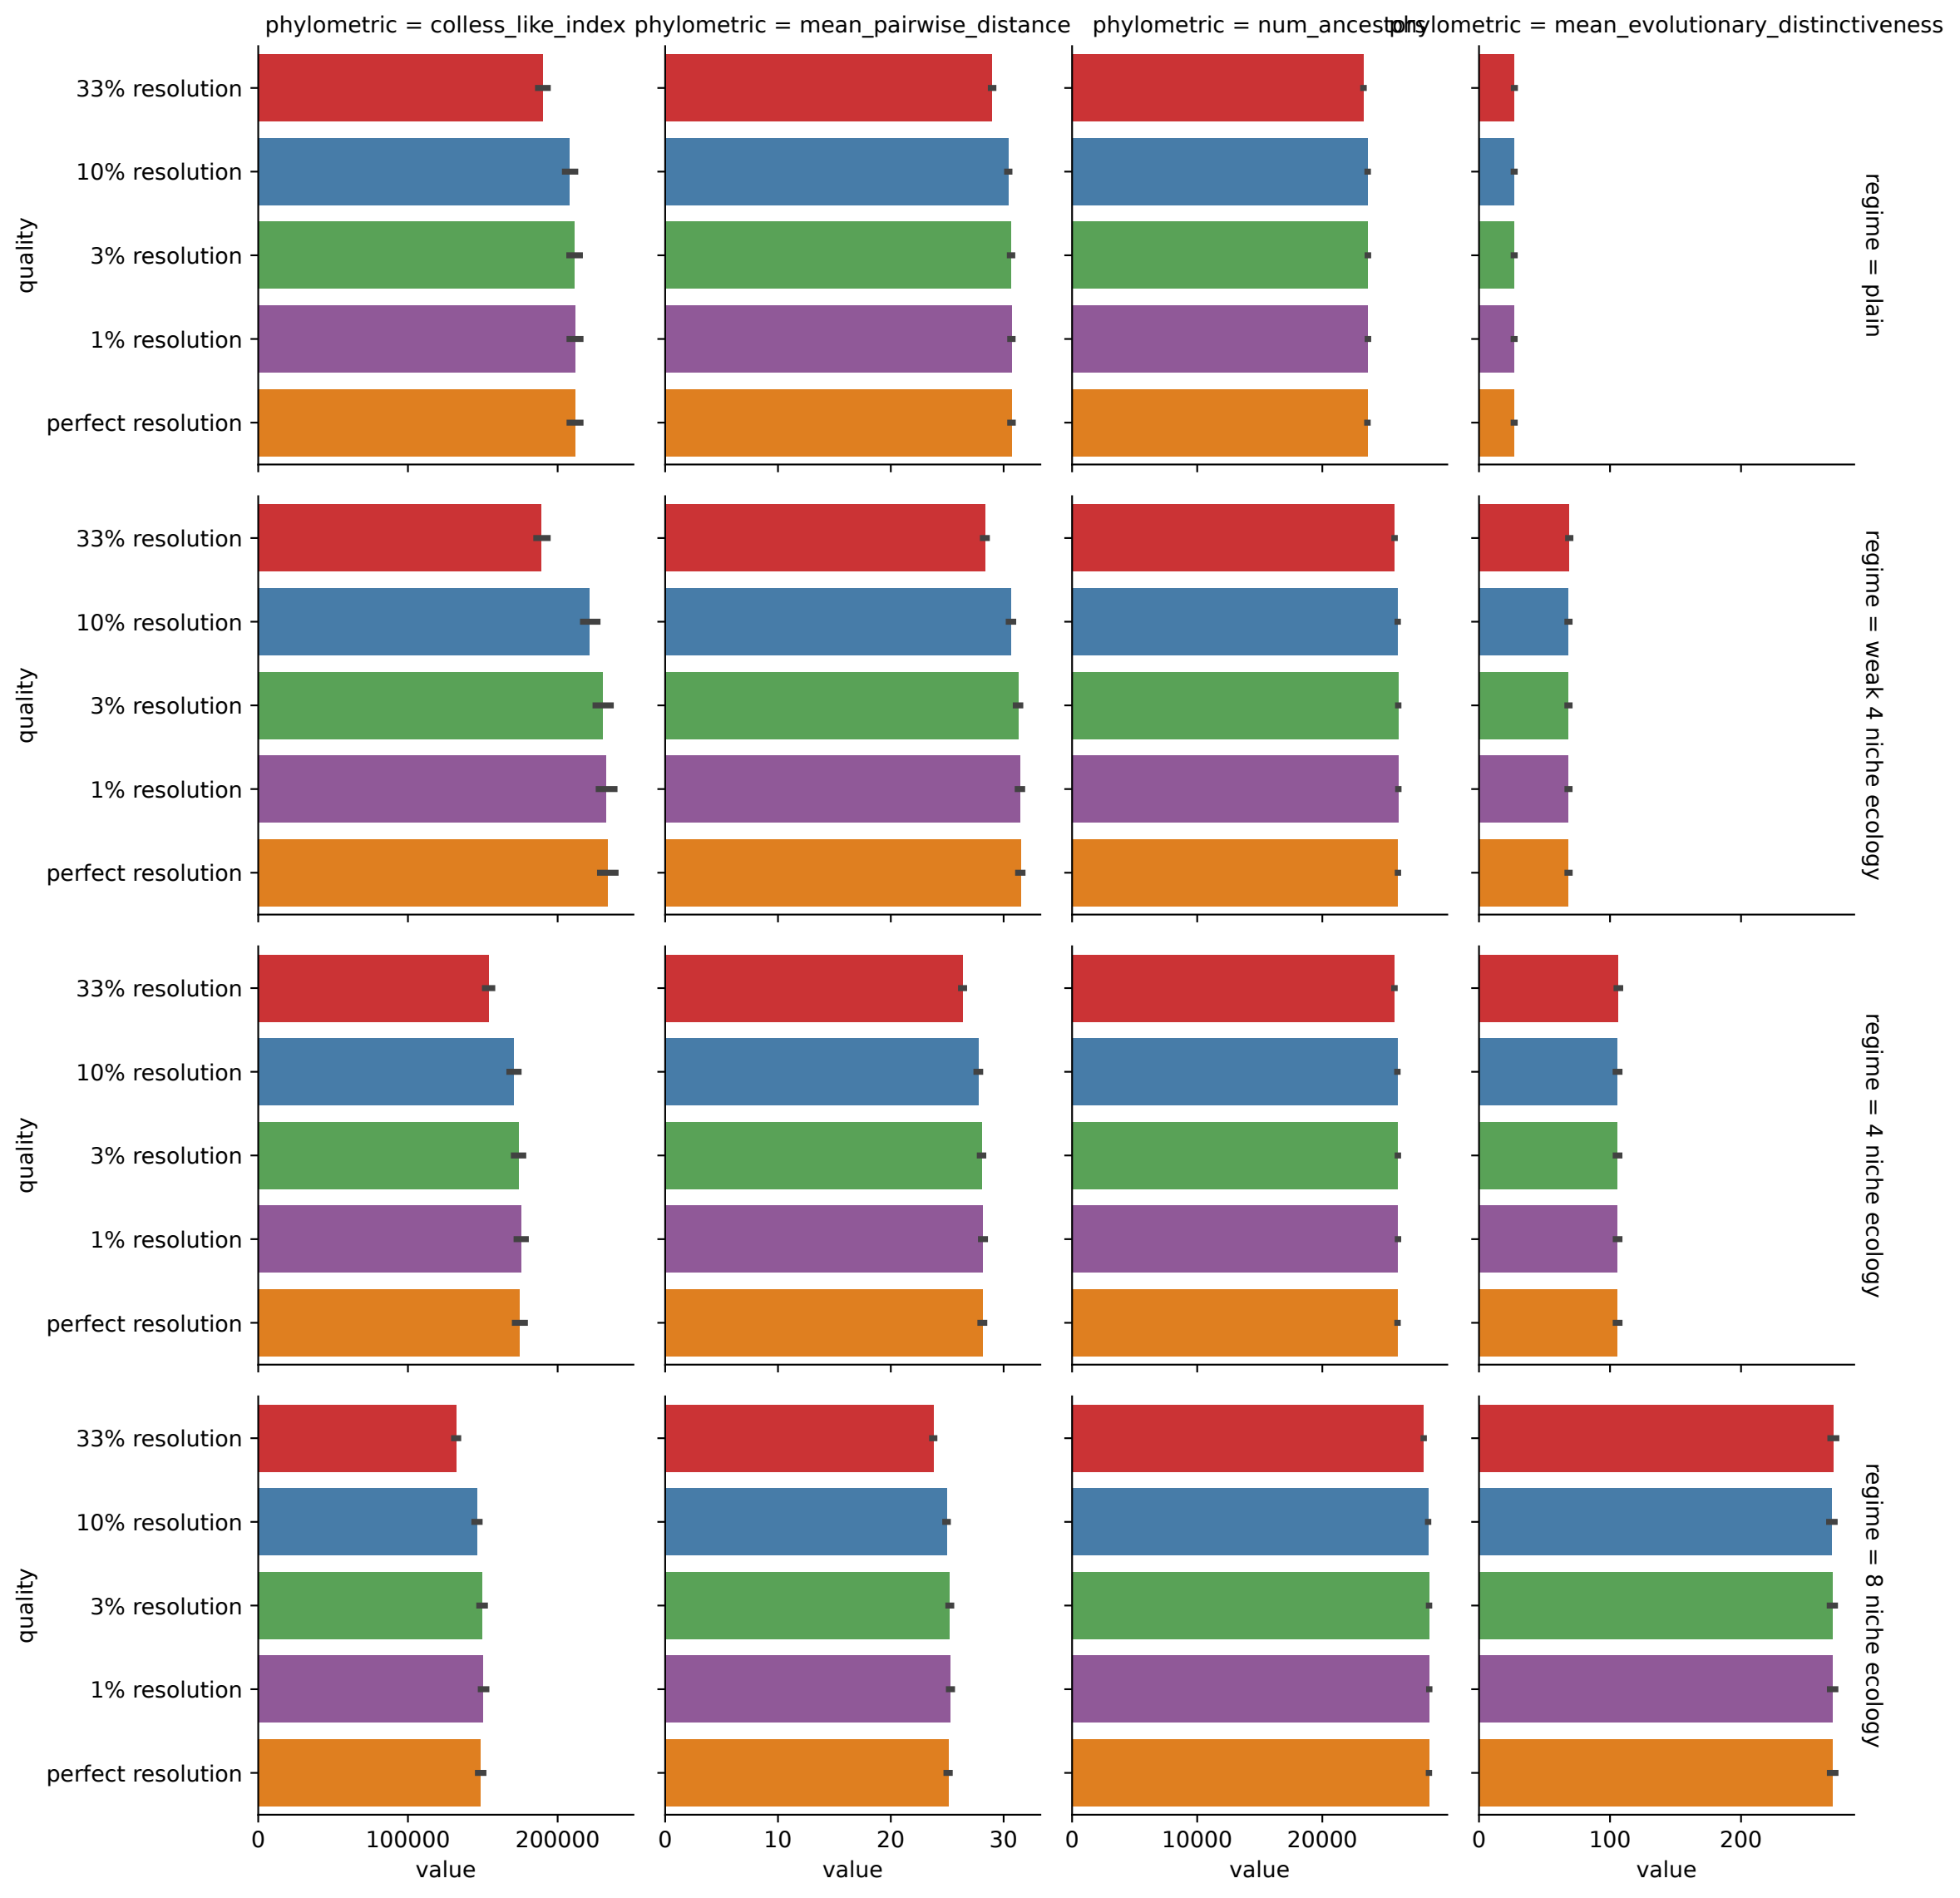 phylometric = colless_like_index
phylometric = mean_pairwise_distance
phylometric = num_ancestors
phylometric = mean_evolutionary_distinctiveness
quality
33% resolution
10% resolution
3% resolution
1% resolution
perfect resolution
regime = plain
quality
33% resolution
10% resolution
3% resolution
1% resolution
perfect resolution
regime = weak 4 niche ecology
quality
33% resolution
10% resolution
3% resolution
1% resolution
perfect resolution
regime = 4 niche ecology
quality
33% resolution
10% resolution
3% resolution
1% resolution
perfect resolution
regime = 8 niche ecology
0 100000 200000
0 10 20 30
0 10000 20000
0 100 200
value
value
value
value